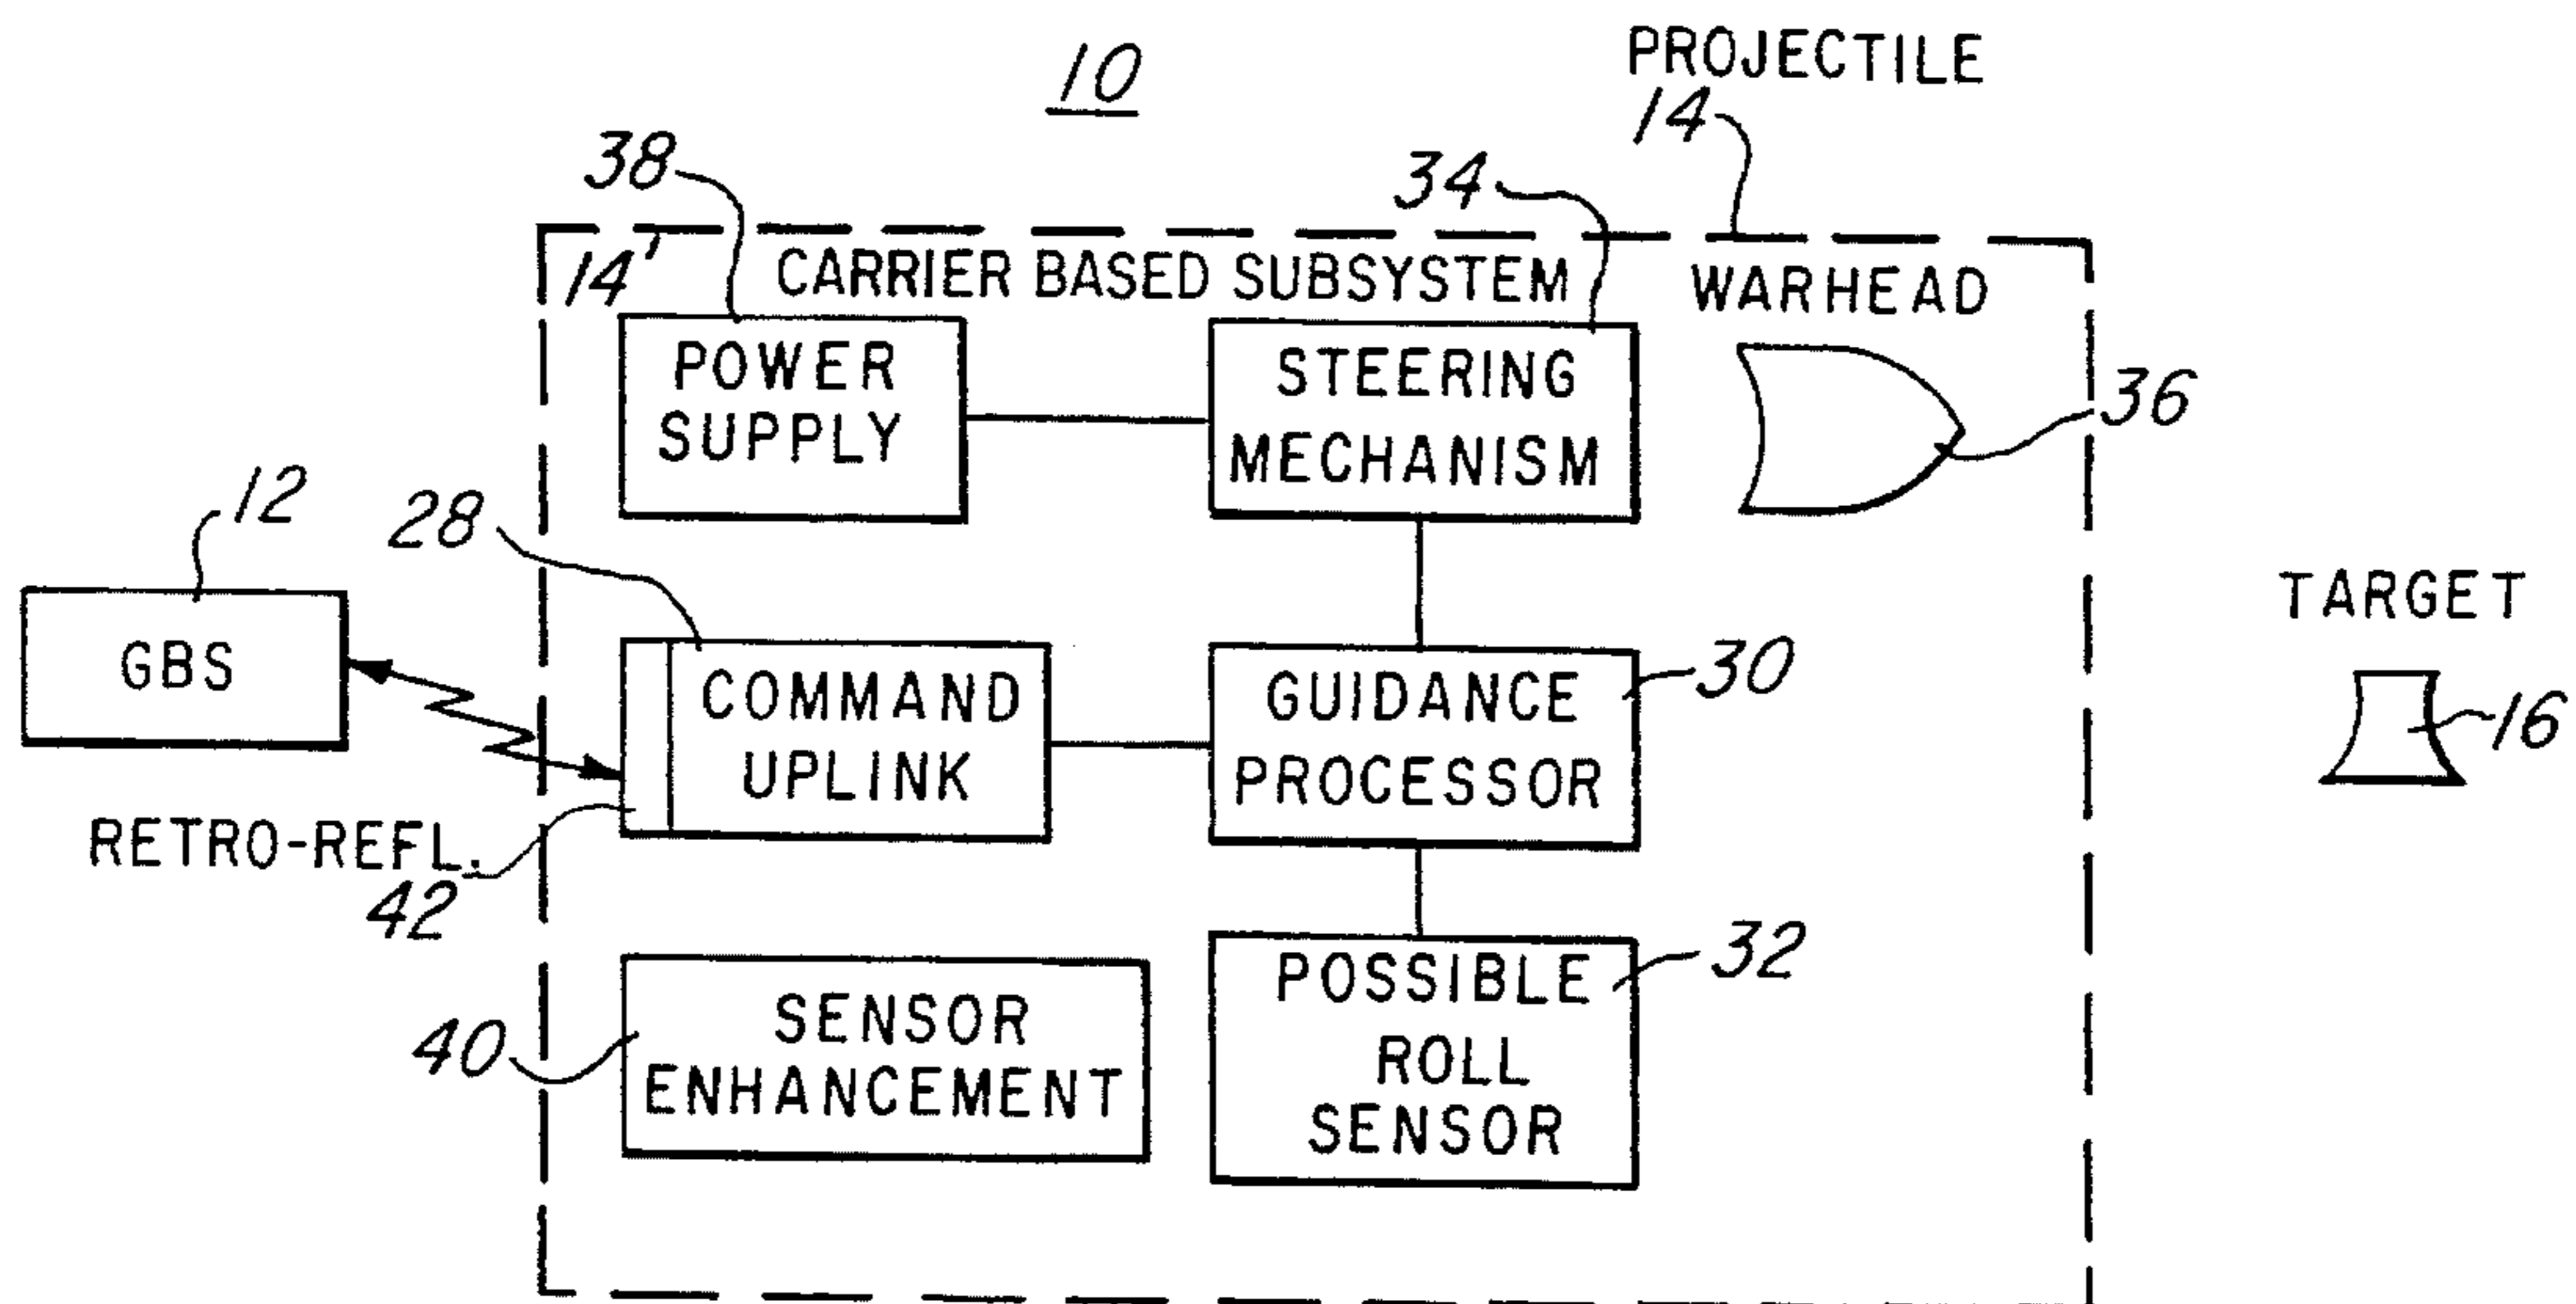 10
PROJECTILE
14
38
34
14'
CARRIER BASED SUBSYSTEM
WARHEAD
POWER
SUPPLY
STEERING
MECHANISM
36
12
28
GBS
COMMAND
UPLINK
GUIDANCE
PROCESSOR
30
TARGET
16
RETRO-REFL.
42
40
SENSOR
ENHANCEMENT
POSSIBLE
ROLL
SENSOR
32